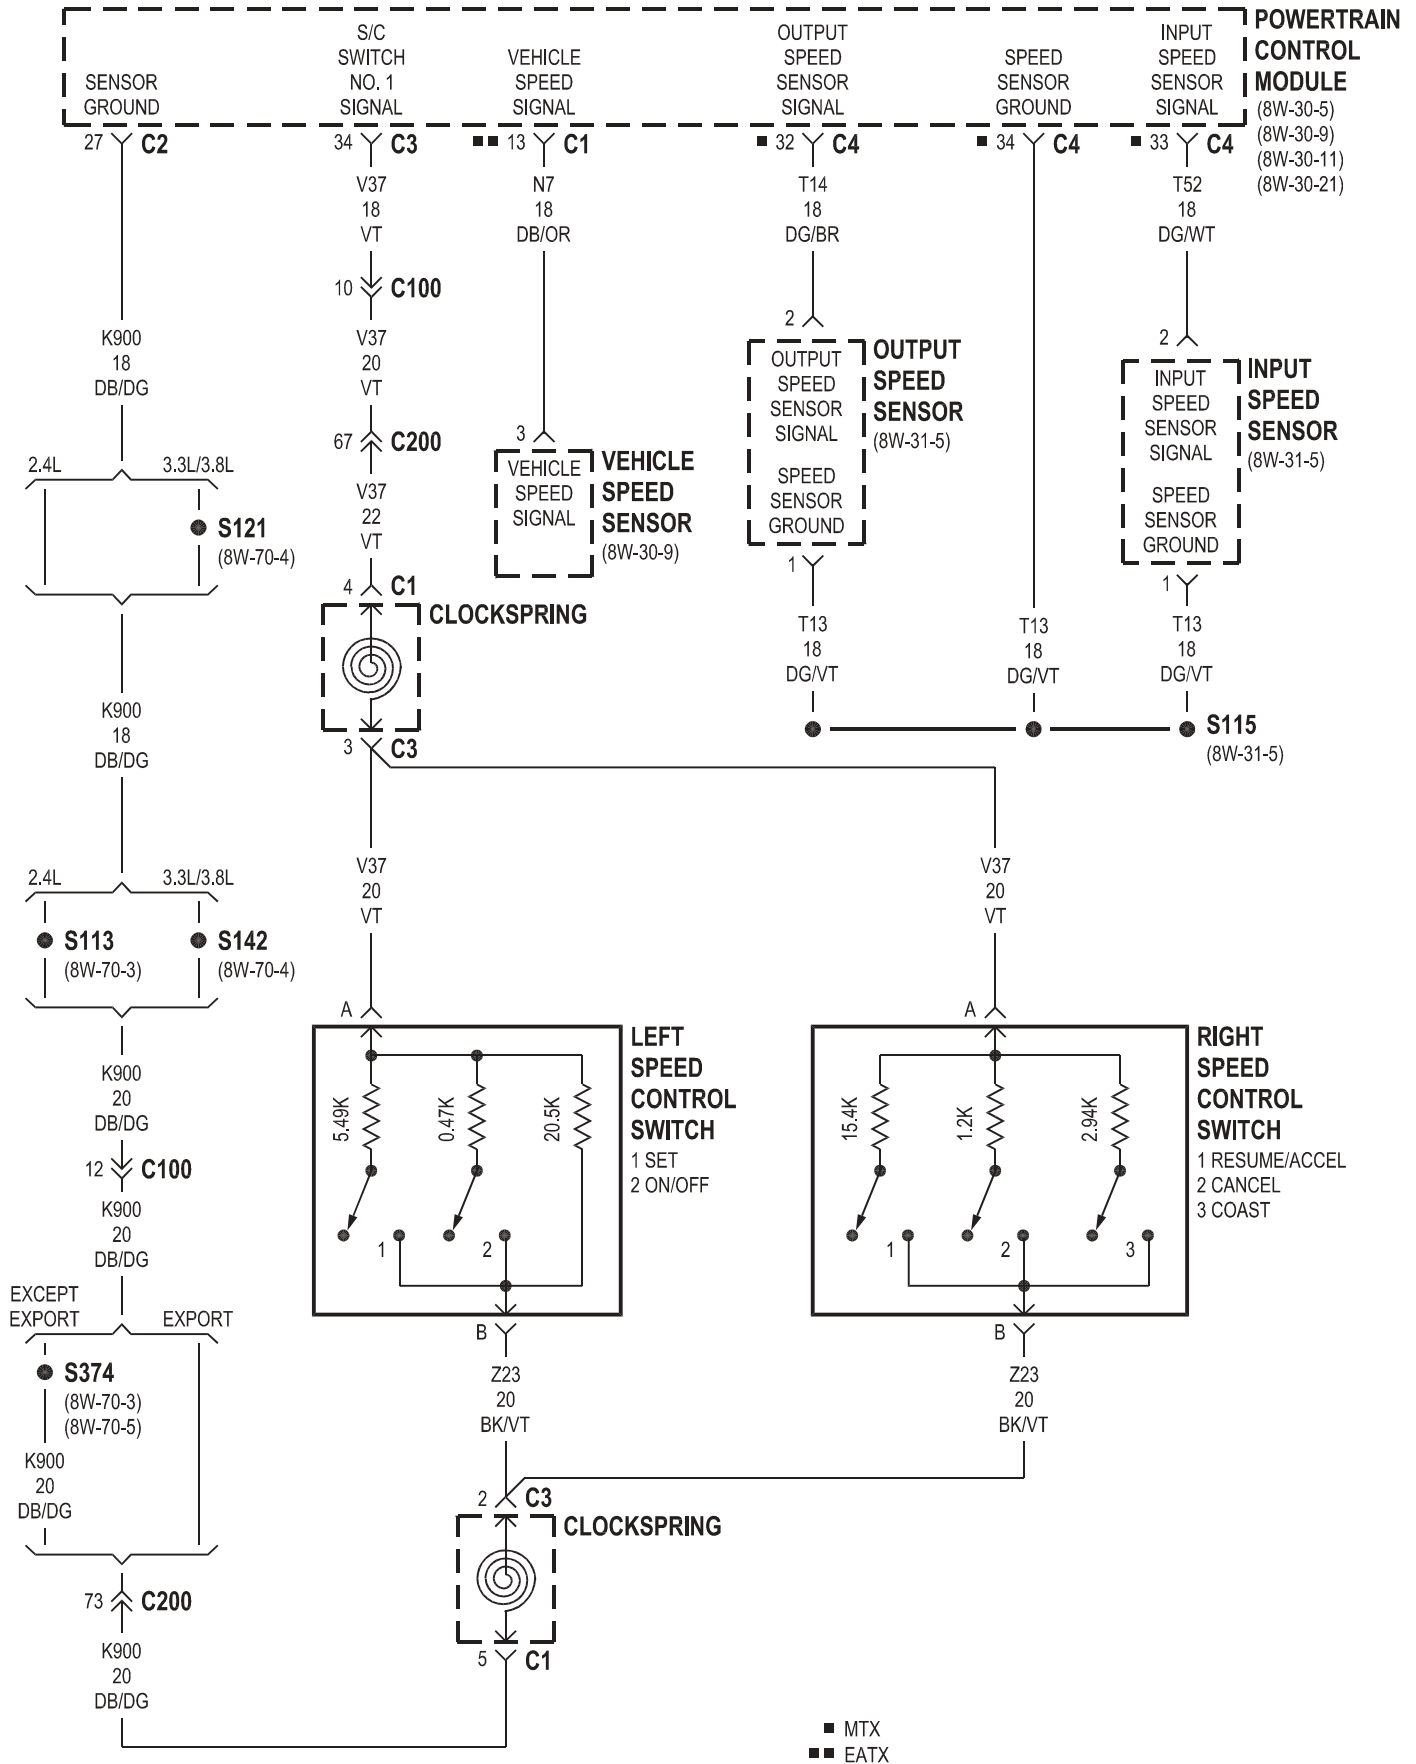 POWERTRAIN
CONTROL
MODULE
(8W-30-5)
(8W-30-9)
(8W-30-11)
(8W-30-21)
SENSOR
GROUND
S/C
SWITCH
NO. 1
SIGNAL
VEHICLE
SPEED
SIGNAL
OUTPUT
SPEED
SENSOR
SIGNAL
SPEED
SENSOR
GROUND
INPUT
SPEED
SENSOR
SIGNAL
27 C2
34 C3
■■ 13 C1
■ 32 C4
■ 34 C4
■ 33 C4
V37
18
VT
N7
18
DB/OR
T14
18
DG/BR
T52
18
DG/WT
10 C100
K900
18
DB/DG
V37
20
VT
2
OUTPUT
SPEED
SENSOR
SIGNAL
SPEED
SENSOR
GROUND
OUTPUT
SPEED
SENSOR
(8W-31-5)
1
2
INPUT
SPEED
SENSOR
SIGNAL
SPEED
SENSOR
GROUND
INPUT
SPEED
SENSOR
(8W-31-5)
1
67 C200
3
VEHICLE
SPEED
SIGNAL
VEHICLE
SPEED
SENSOR
(8W-30-9)
2.4L
3.3L/3.8L
S121
(8W-70-4)
V37
22
VT
4 C1
CLOCKSPRING
3 C3
T13
18
DG/VT
T13
18
DG/VT
T13
18
DG/VT
S115
(8W-31-5)
K900
18
DB/DG
2.4L
3.3L/3.8L
S113
(8W-70-3)
S142
(8W-70-4)
V37
20
VT
V37
20
VT
A
A
LEFT
SPEED
CONTROL
SWITCH
1 SET
2 ON/OFF
5.49K
0.47K
20.5K
1
2
B
RIGHT
SPEED
CONTROL
SWITCH
1 RESUME/ACCEL
2 CANCEL
3 COAST
15.4K
1.2K
2.94K
1
2
3
B
K900
20
DB/DG
12 C100
K900
20
DB/DG
EXCEPT
EXPORT
EXPORT
S374
(8W-70-3)
(8W-70-5)
K900
20
DB/DG
Z23
20
BK/VT
Z23
20
BK/VT
2 C3
CLOCKSPRING
5 C1
73 C200
K900
20
DB/DG
■ MTX
■■ EATX